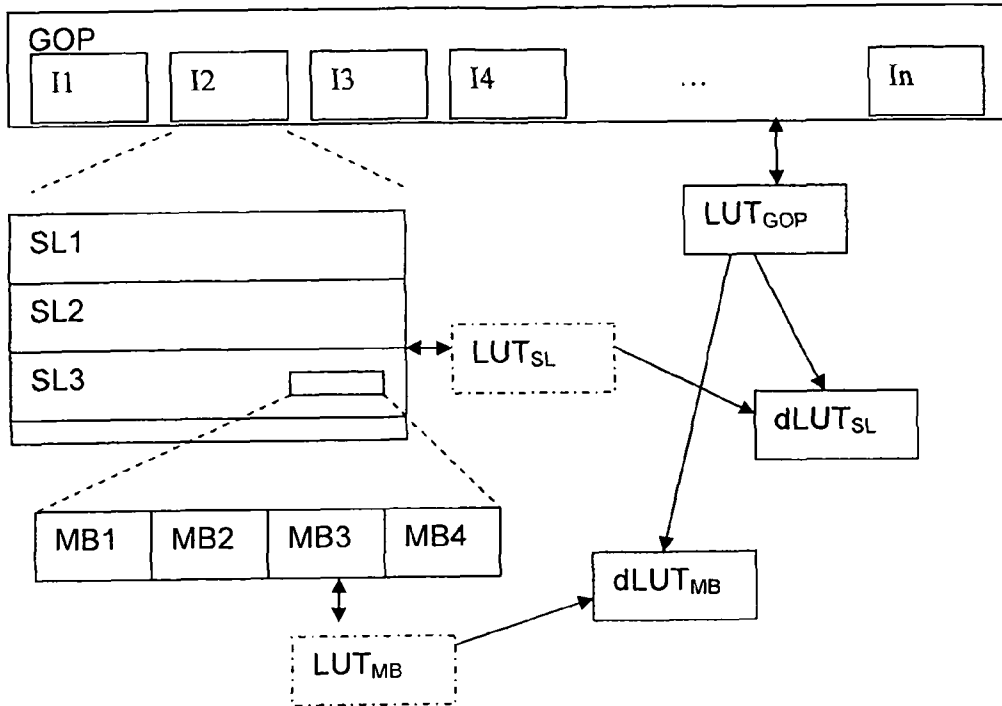 GOP
I1 I2 I3 I4 ... In
LUTGOP
SL1
SL2
SL3
LUTSL
dLUTSL
MB1 MB2 MB3 MB4
dLUTMB
LUTMB